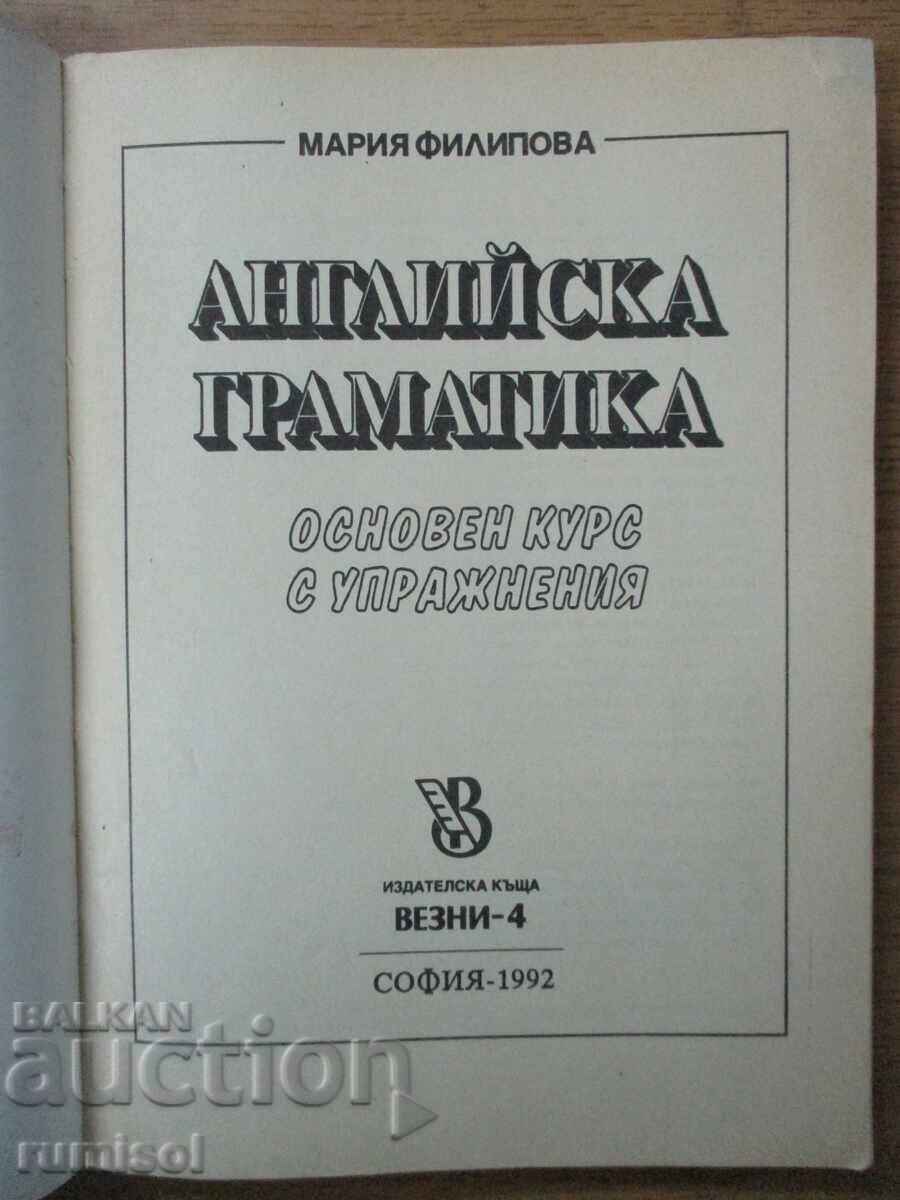 МАРИЯ ФИЛИПОВА
АНГЛИЙСКА
ГРАМАТИКА
ОСНОВЕН КУРС
С УПРАЖНЕНИЯ
ИЗДАТЕЛСКА КЪЩА
ВЕЗНИ-4
СОФИЯ-1992
BALKAN
auction
rumisol